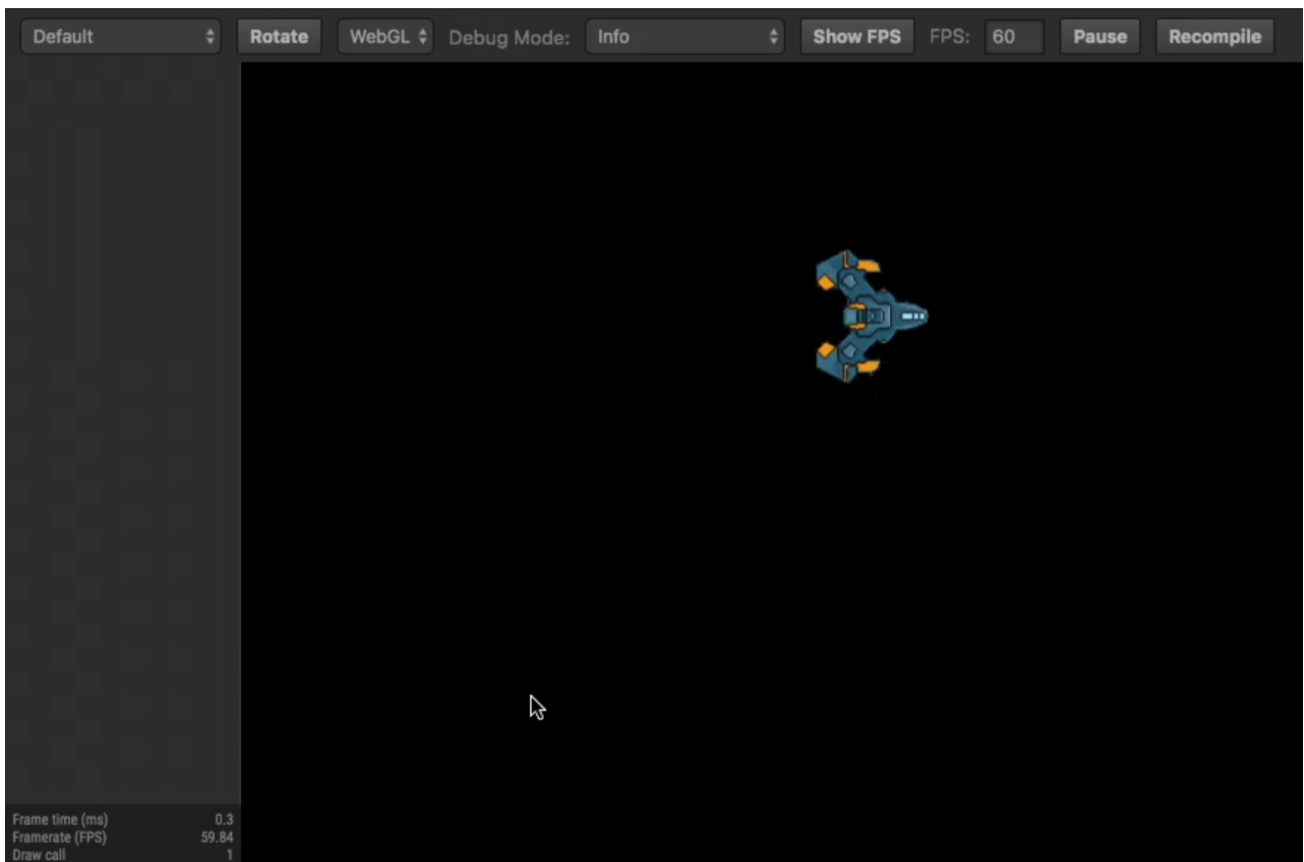 Default Rotate WebGL Debug Mode: Info Show FPS FPS: 60 Pause Recompile
Frame time (ms) 0.3
Framerate (FPS) 59.84
Draw call 1